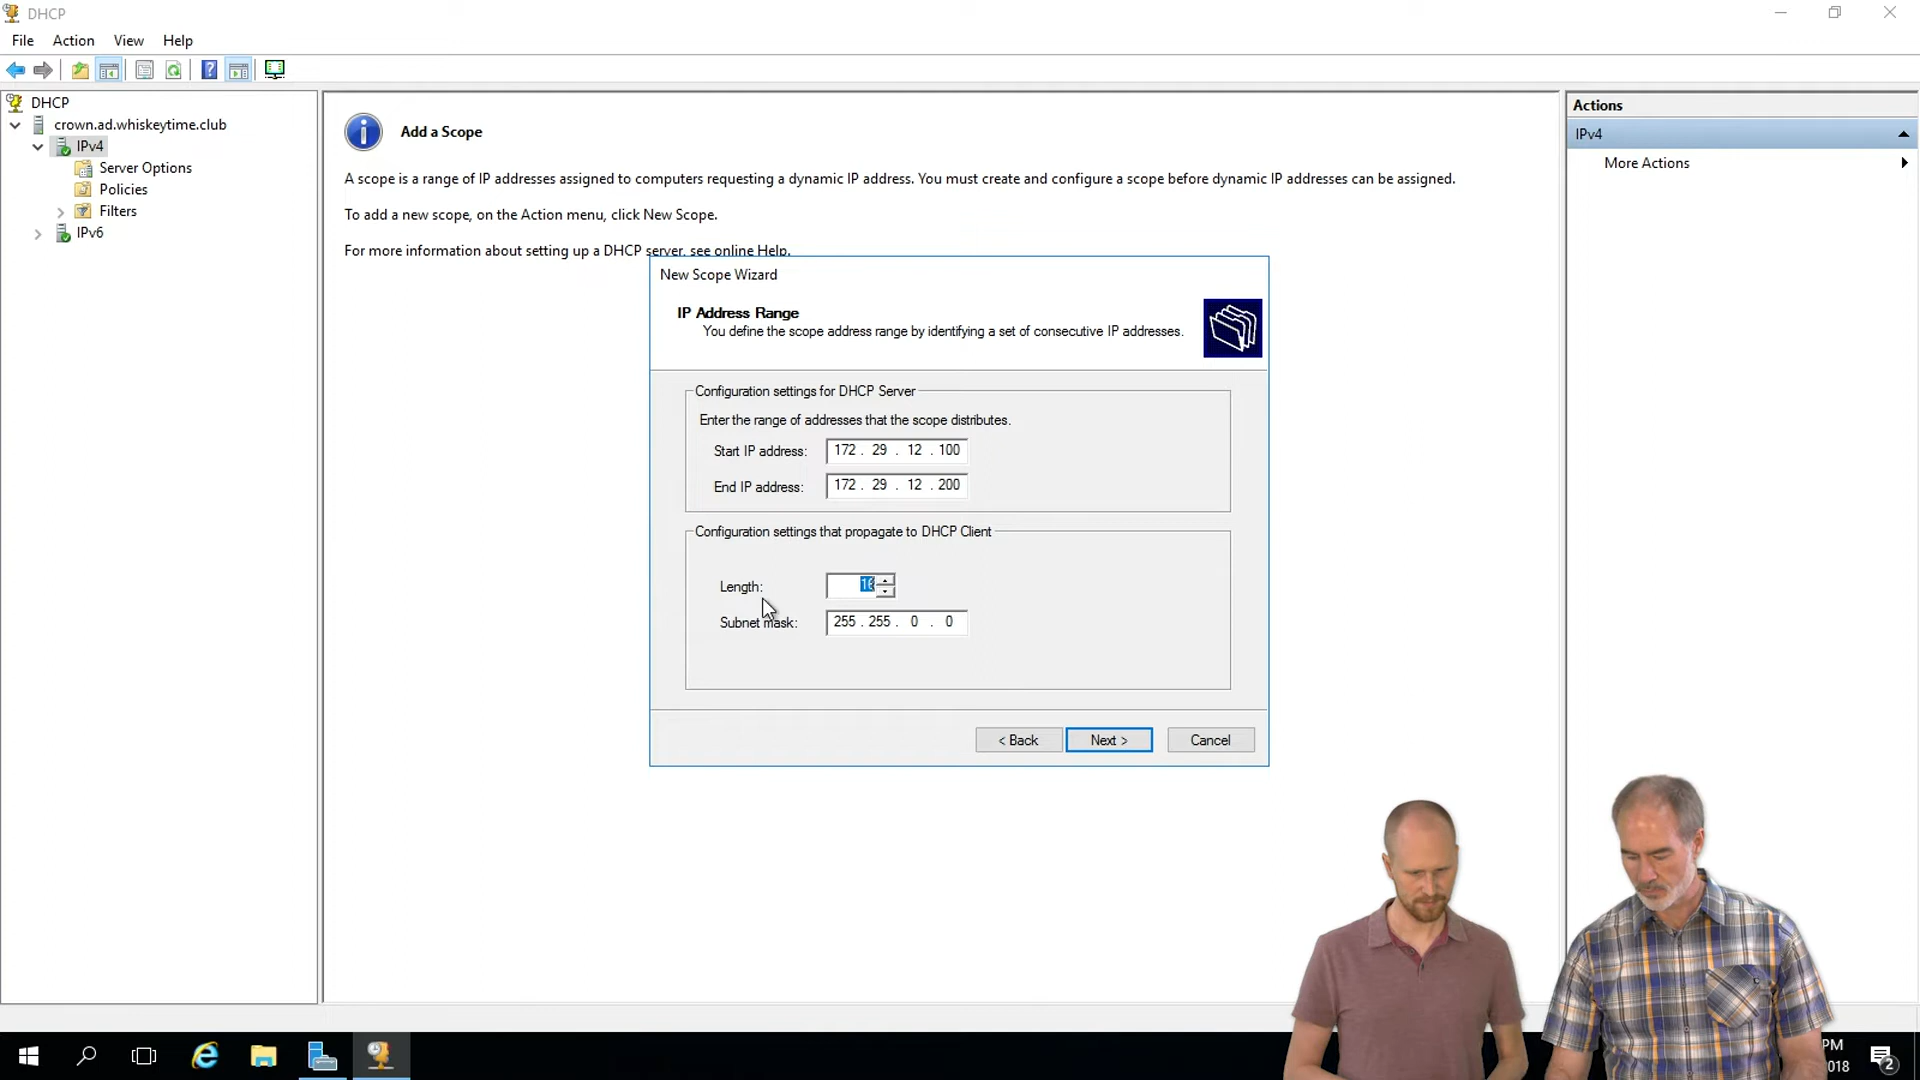 DHCP
File Action View Help
DHCP
crown.ad.whiskeytime.club
IPv4
Server Options
Policies
Filters
IPv6
Add a Scope
A scope is a range of IP addresses assigned to computers requesting a dynamic IP address. You must create and configure a scope before dynamic IP addresses can be assigned.
To add a new scope, on the Action menu, click New Scope.
For more information about setting up a DHCP server, see online Help.
New Scope Wizard
IP Address Range
You define the scope address range by identifying a set of consecutive IP addresses.
Configuration settings for DHCP Server
Enter the range of addresses that the scope distributes.
Start IP address: 172 . 29 . 12 . 100
End IP address: 172 . 29 . 12 . 200
Configuration settings that propagate to DHCP Client
Length: 16
Subnet mask: 255 . 255 . 0 . 0
< Back Next > Cancel
Actions
IPv4
More Actions
PM
018
2